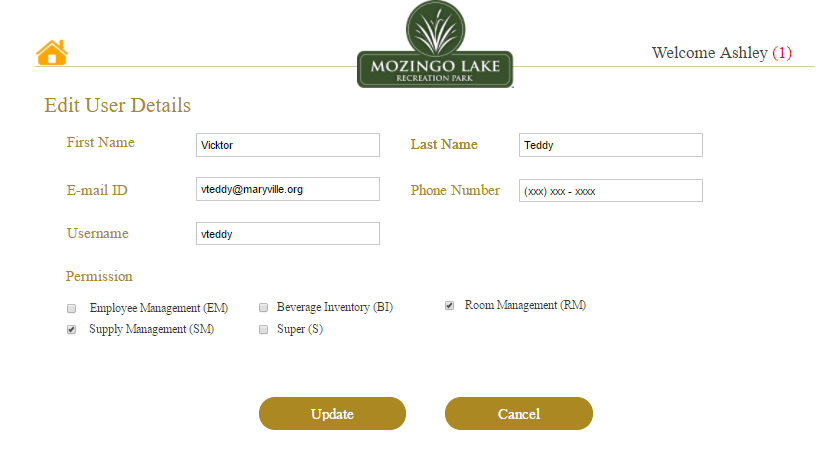 MOZINGO LAKE
RECREATION PARK
Welcome Ashley (1)
Edit User Details
First Name Vicktor Last Name Teddy
E-mail ID vteddy@maryville.org Phone Number (xxx) xxx - xxxx
Username vteddy
Permission
Employee Management (EM) Beverage Inventory (BI) Room Management (RM)
Supply Management (SM) Super (S)
Update Cancel